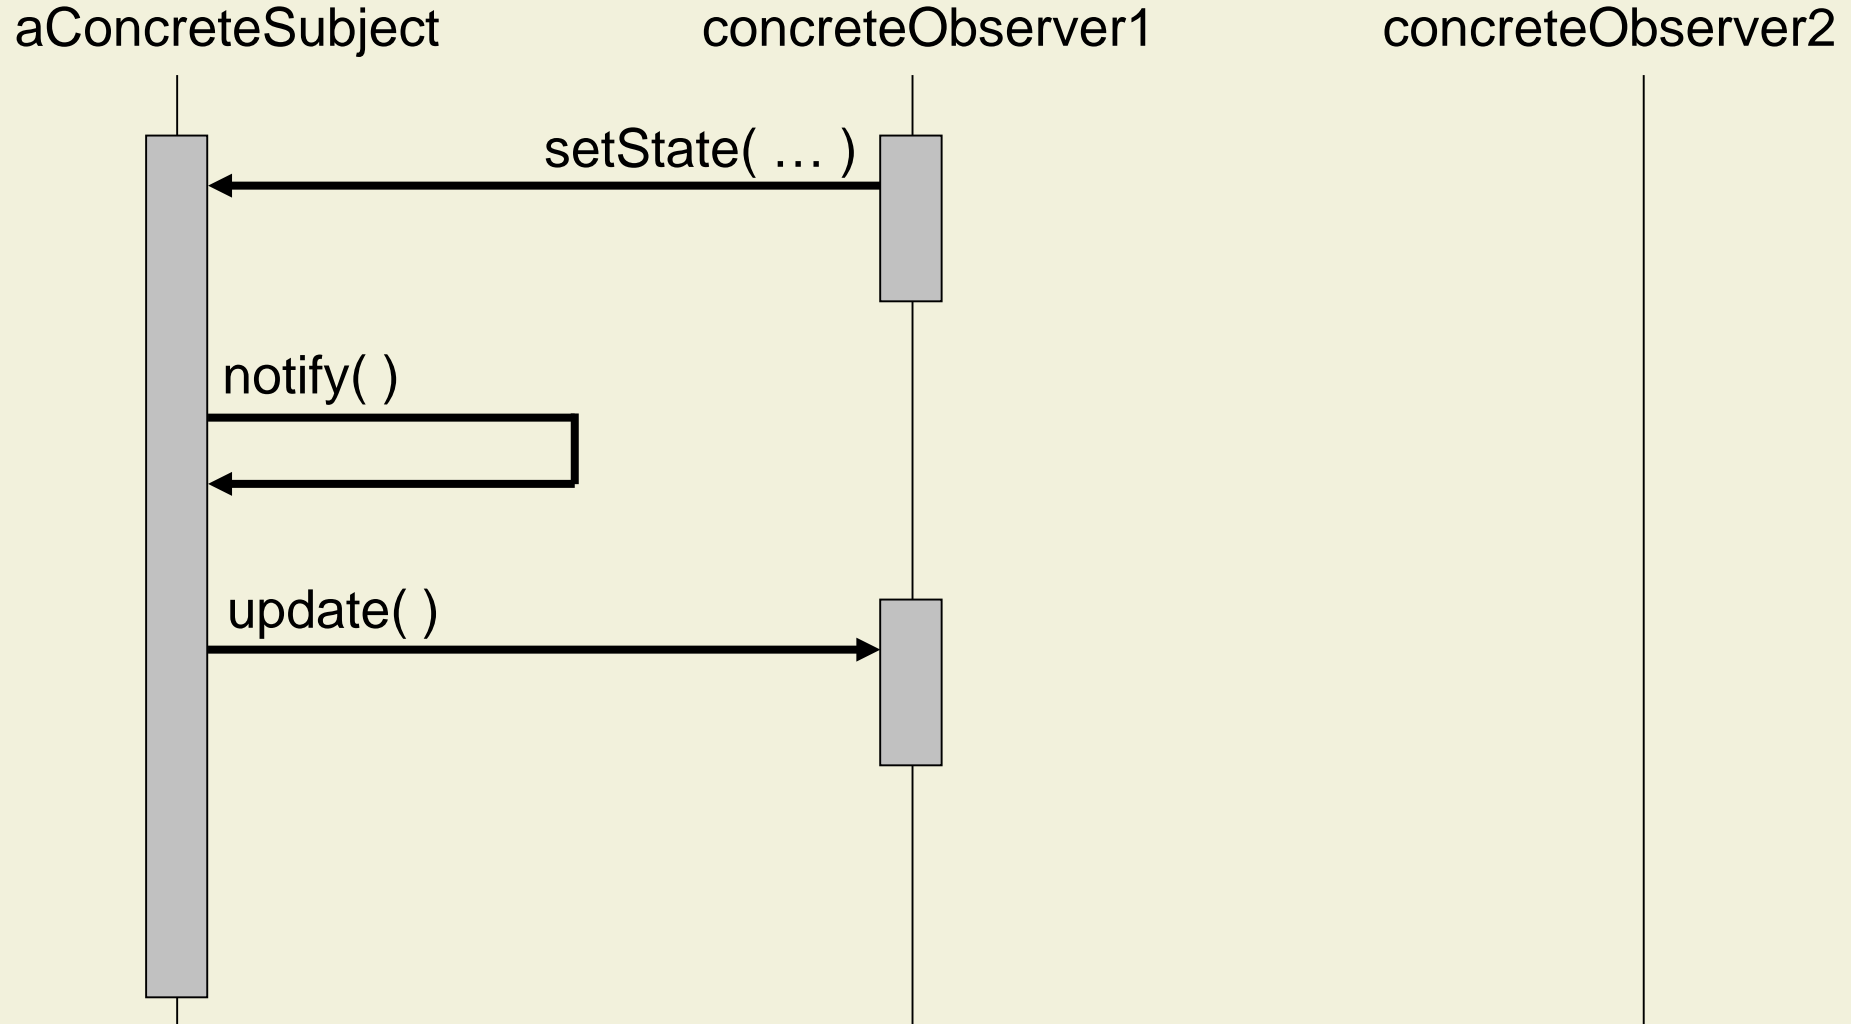 aConcreteSubject
concreteObserver1
concreteObserver2
setState( … )
notify( )
update( )